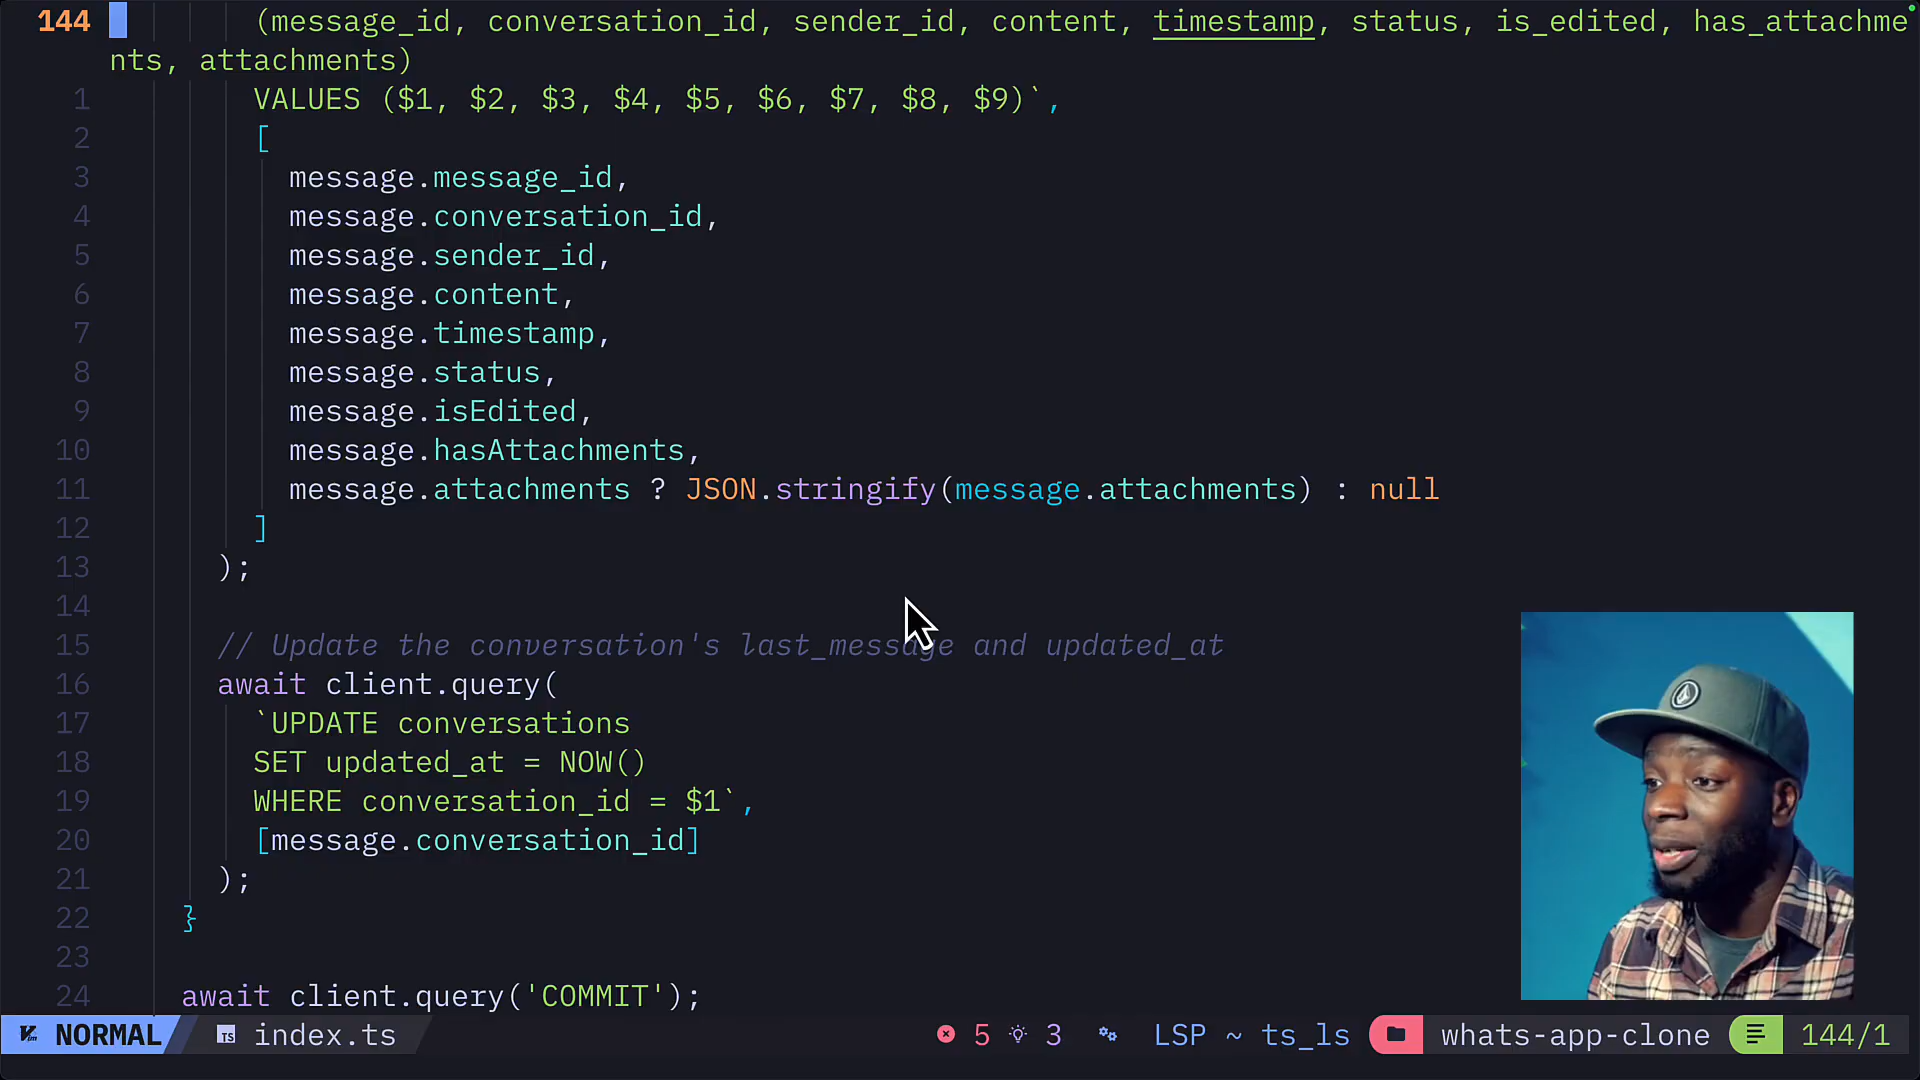 144 (message_id, conversation_id, sender_id, content, timestamp, status, is_edited, has_attachme
nts, attachments)
1 VALUES ($1, $2, $3, $4, $5, $6, $7, $8, $9)`,
2 [
3 message.message_id,
4 message.conversation_id,
5 message.sender_id,
6 message.content,
7 message.timestamp,
8 message.status,
9 message.isEdited,
10 message.hasAttachments,
11 message.attachments ? JSON.stringify(message.attachments) : null
12 ]
13 );
14
15 // Update the conversation's last_message and updated_at
16 await client.query(
17 `UPDATE conversations
18 SET updated_at = NOW()
19 WHERE conversation_id = $1`,
20 [message.conversation_id]
21 );
22 }
23
24 await client.query('COMMIT');
NORMAL TS index.ts 5 3 LSP ~ ts_ls whats-app-clone 144/1